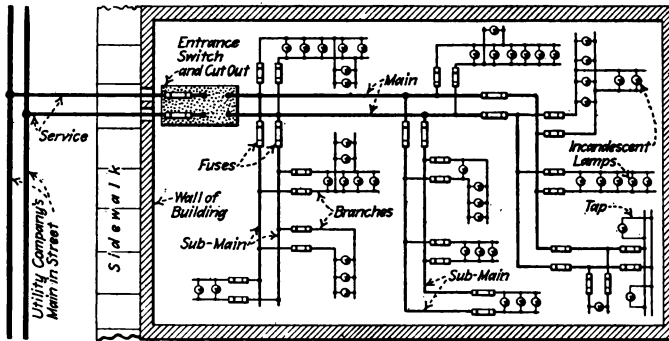 Entrance
Switch
and Cut Out
Main
Service
Fuses
Incandescent
Lamps
Wall of
Building
Branches
Tap
Sub-Main
Sub-Main
Sidewalk
Utility Company's
Main in Street